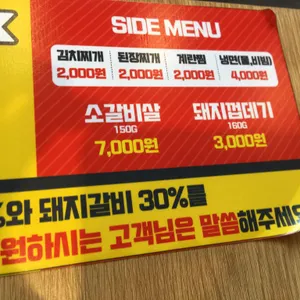 SIDE MENU
김치찌개 된장찌개 계란찜 냉면(물,비빔)
2,000원 2,000원 2,000원 4,000원
소갈비살 돼지껍데기
150G 160G
7,000원 3,000원
%와 돼지갈비 30%를
원하시는 고객님은 말씀해주세요